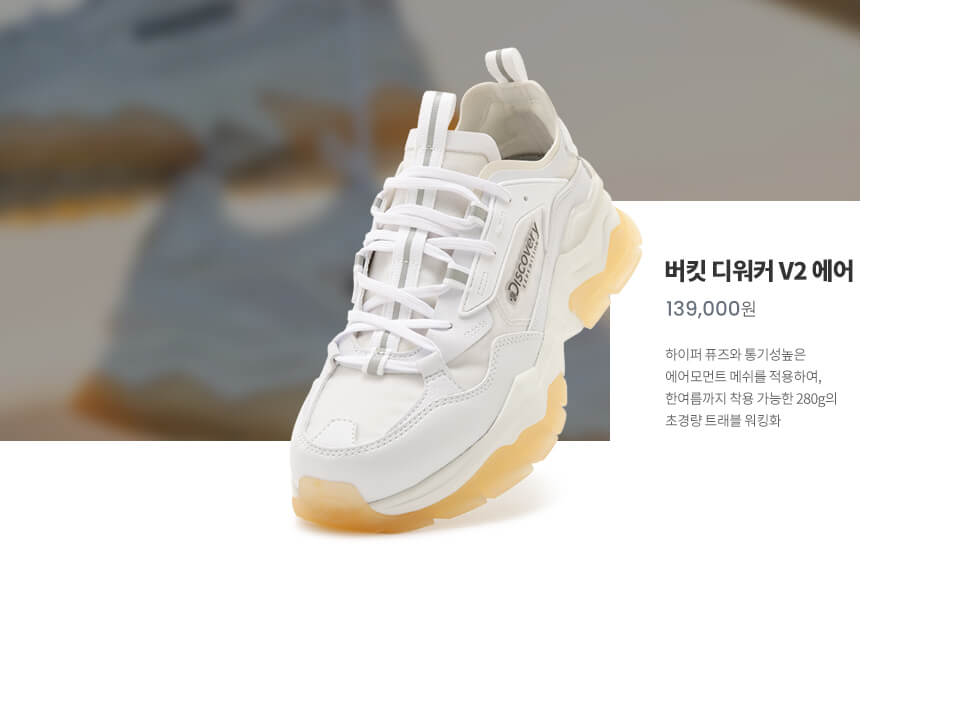 DISCOVERY
EXPEDITION
버킷 디워커 V2 에어
139,000원
하이퍼 퓨즈와 통기성높은
에어모먼트 메쉬를 적용하여,
한여름까지 착용 가능한 280g의
초경량 트래블 워킹화